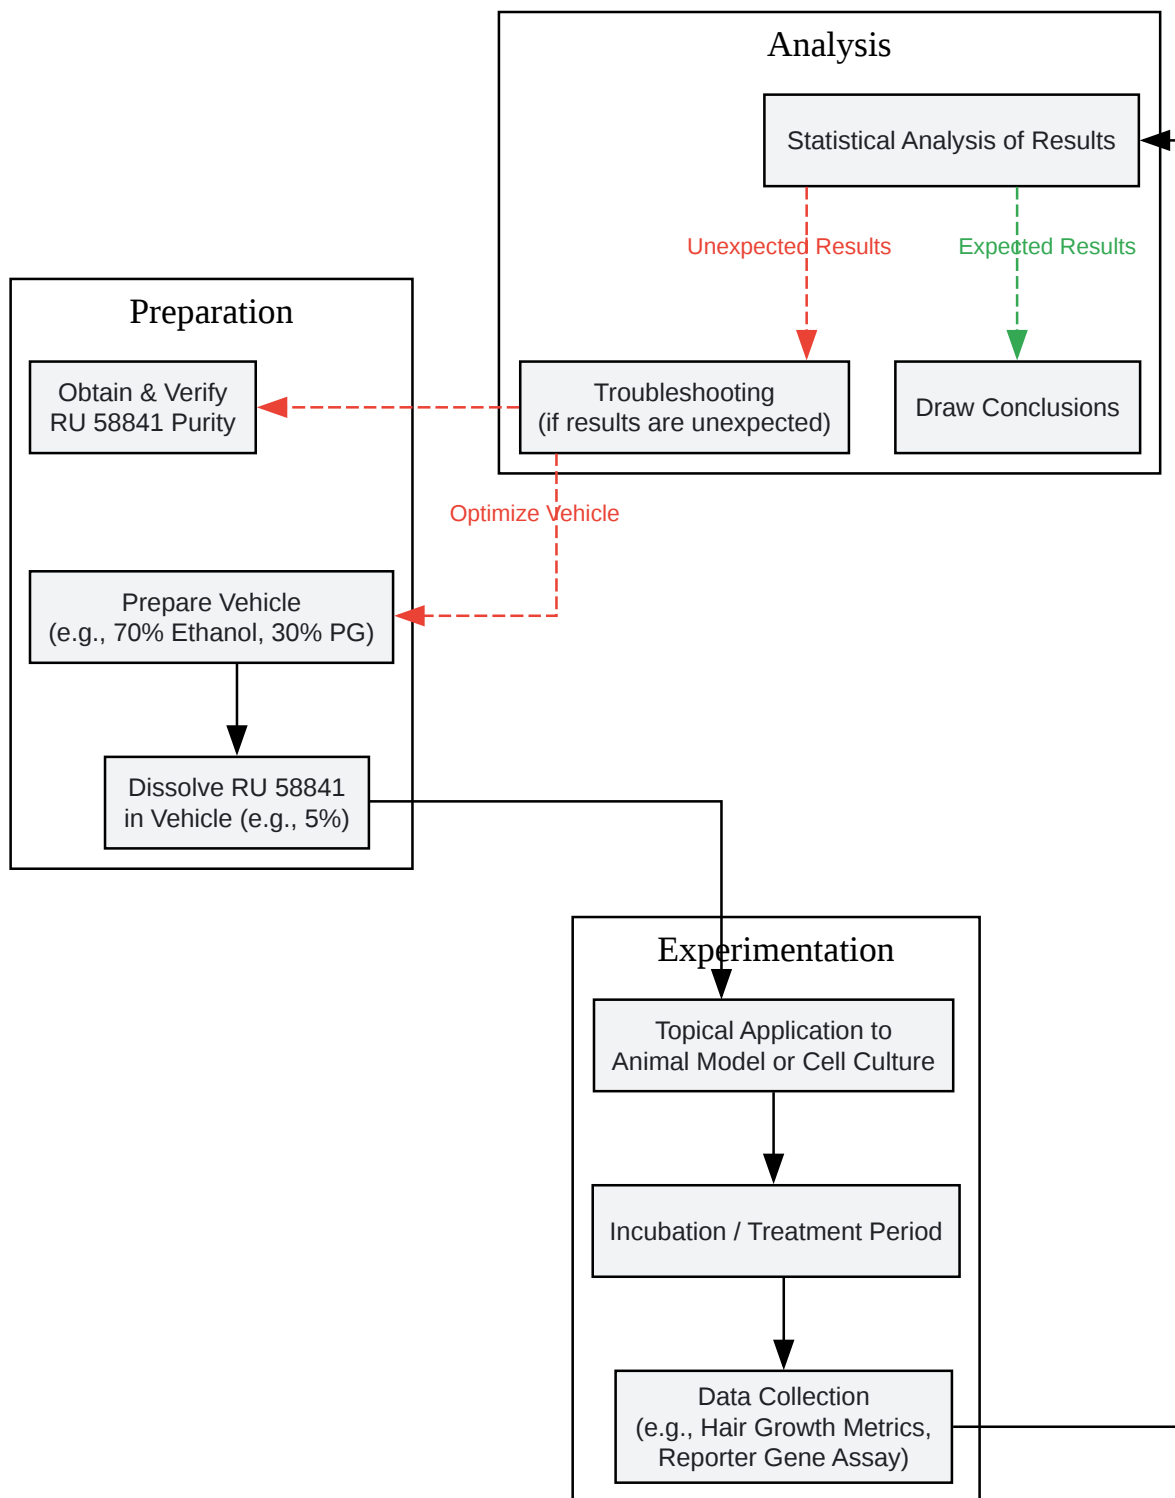 Analysis
Statistical Analysis of Results
Unexpected Results
Expected Results
Preparation
Obtain & Verify
RU 58841 Purity
Troubleshooting
(if results are unexpected)
Draw Conclusions
Optimize Vehicle
Prepare Vehicle
(e.g., 70% Ethanol, 30% PG)
Dissolve RU 58841
in Vehicle (e.g., 5%)
Experimentation
Topical Application to
Animal Model or Cell Culture
Incubation / Treatment Period
Data Collection
(e.g., Hair Growth Metrics,
Reporter Gene Assay)